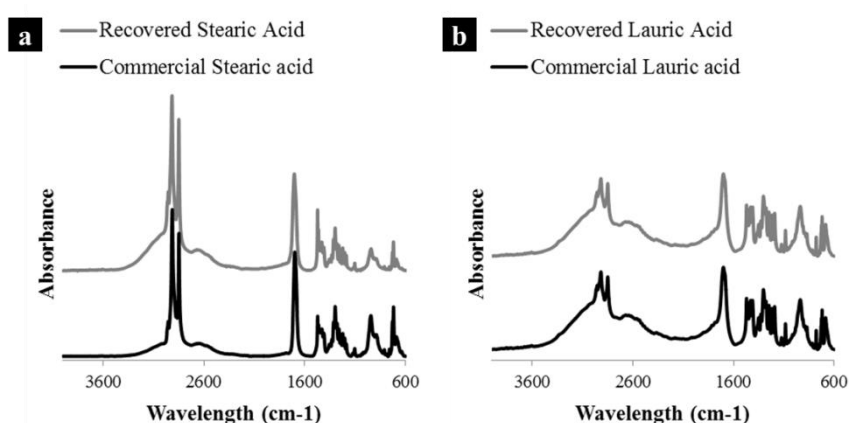 a
Recovered Stearic Acid
Commercial Stearic acid
Absorbance
3600 2600 1600 600
Wavelength (cm-1)
b
Recovered Lauric Acid
Commercial Lauric acid
Absorbance
3600 2600 1600 600
Wavelength (cm-1)